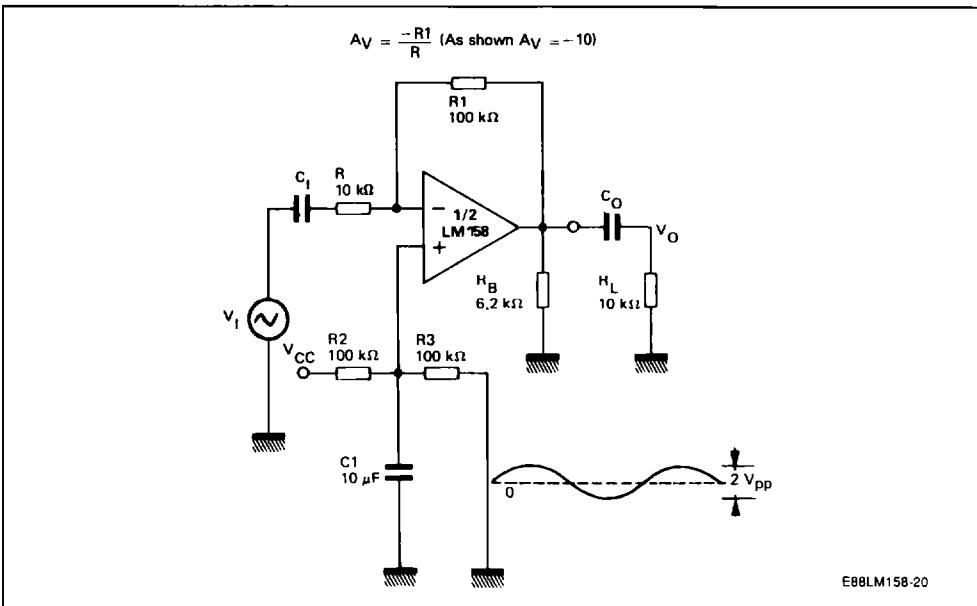 AV = -R1/R (As shown AV = -10)
R1
100 kΩ
CI
R
10 kΩ
1/2
LM158
CO
VO
RB
6.2 kΩ
RL
10 kΩ
VI
VCC
R2
100 kΩ
R3
100 kΩ
C1
10 µF
0
2 Vpp
E88LM158-20